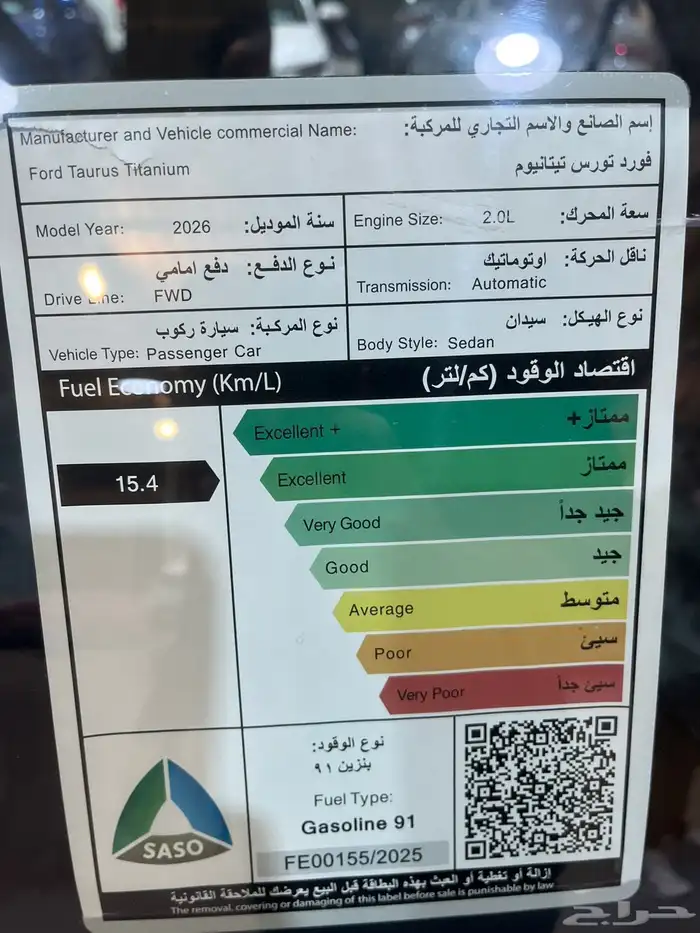 إسم الصانع والاسم التجاري للمركبة:
Manufacturer and Vehicle commercial Name:
فورد تورس تيتانيوم
Ford Taurus Titanium
Model Year: 2026 سنة الموديل:
Engine Size: 2.0L سعة المحرك:
نوع الدفع: دفع امامي
Drive Line: FWD
ناقل الحركة: اوتوماتيك
Transmission: Automatic
نوع المركبة: سيارة ركوب
Vehicle Type: Passenger Car
نوع الهيكل: سيدان
Body Style: Sedan
Fuel Economy (Km/L) اقتصاد الوقود (كم/لتر)
Excellent + ممتاز+
15.4
Excellent ممتاز
Very Good جيد جداً
Good جيد
Average متوسط
Poor سيئ
Very Poor سيئ جداً
نوع الوقود:
بنزين ٩١
Fuel Type:
Gasoline 91
FE00155/2025
SASO
إزالة أو تغطية أو العبث بهذه البطاقة قبل البيع يعرضك للملاحقة القانونية
The removal, covering or damaging of this label before sale is punishable by law
حراج